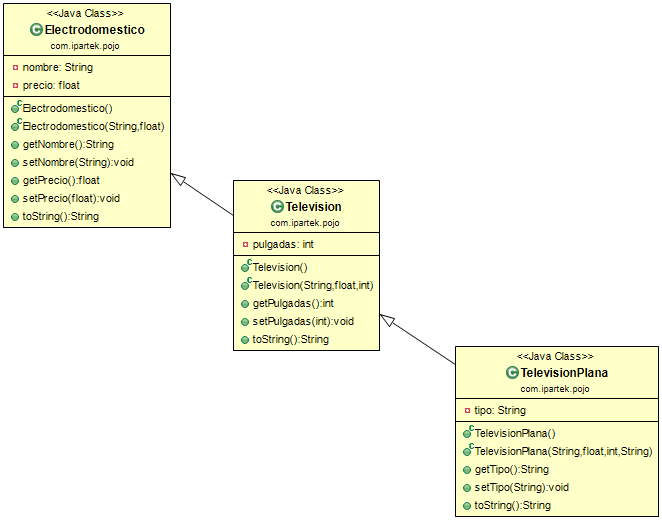 <<Java Class>>
Electrodomestico
com.ipartek.pojo
nombre: String
precio: float
Electrodomestico()
Electrodomestico(String,float)
getNombre():String
setNombre(String):void
getPrecio():float
setPrecio(float):void
toString():String
<<Java Class>>
Television
com.ipartek.pojo
pulgadas: int
Television()
Television(String,float,int)
getPulgadas():int
setPulgadas(int):void
toString():String
<<Java Class>>
TelevisionPlana
com.ipartek.pojo
tipo: String
TelevisionPlana()
TelevisionPlana(String,float,int,String)
getTipo():String
setTipo(String):void
toString():String